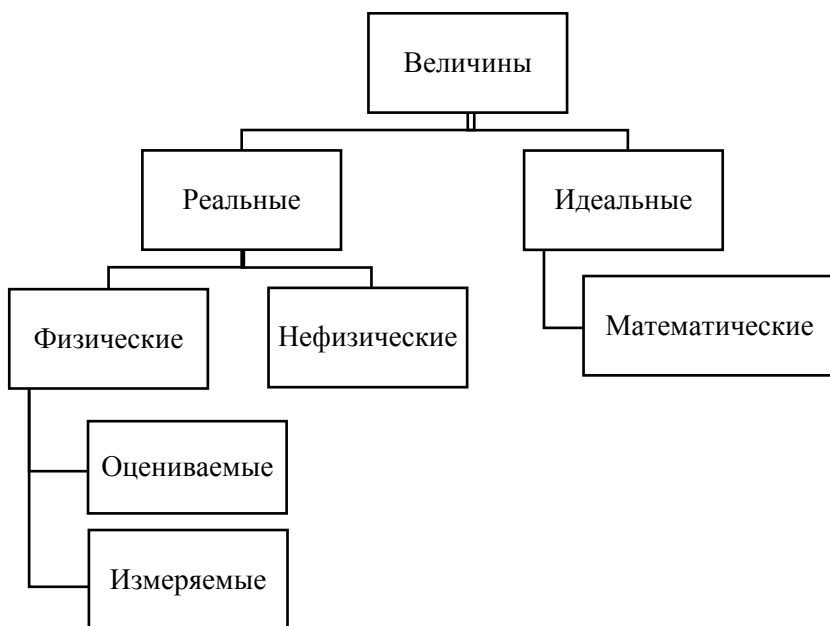 Величины
Реальные
Идеальные
Физические
Нефизические
Математические
Оцениваемые
Измеряемые